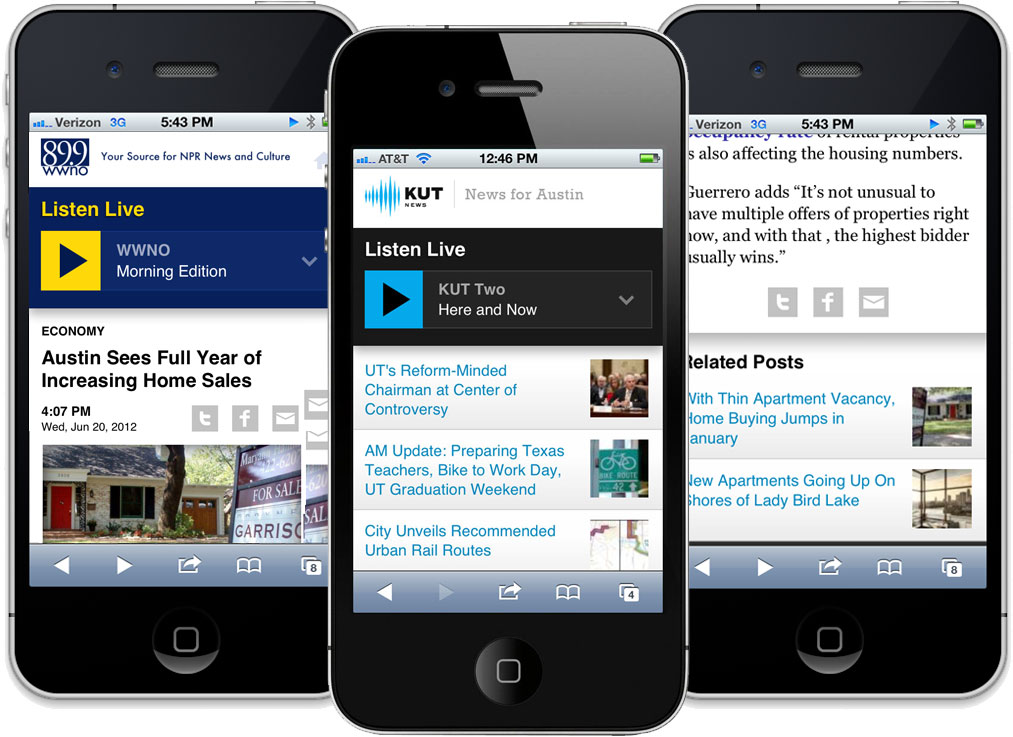 Verizon 3G 5:43 PM
89.9
wwno
Your Source for NPR News and Culture
Listen Live
WWNO
Morning Edition
ECONOMY
Austin Sees Full Year of
Increasing Home Sales
4:07 PM
Wed, Jun 20, 2012
FOR SALE
GARRISO
8
AT&T 12:46 PM
KUT
NEWS
News for Austin
Listen Live
KUT Two
Here and Now
UT's Reform-Minded
Chairman at Center of
Controversy
AM Update: Preparing Texas
Teachers, Bike to Work Day,
UT Graduation Weekend
BIKE ROUTE
42
City Unveils Recommended
Urban Rail Routes
4
Verizon 3G 5:43 PM
occupancy rate of rental properties
is also affecting the housing numbers.
Guerrero adds “It’s not unusual to
have multiple offers of properties right
now, and with that , the highest bidder
usually wins.”
Related Posts
With Thin Apartment Vacancy,
Home Buying Jumps in
January
New Apartments Going Up On
Shores of Lady Bird Lake
8